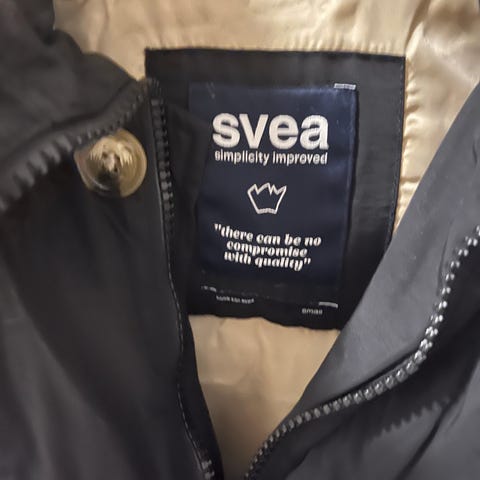 svea
simplicity improved
"there can be no
compromise
with quality"